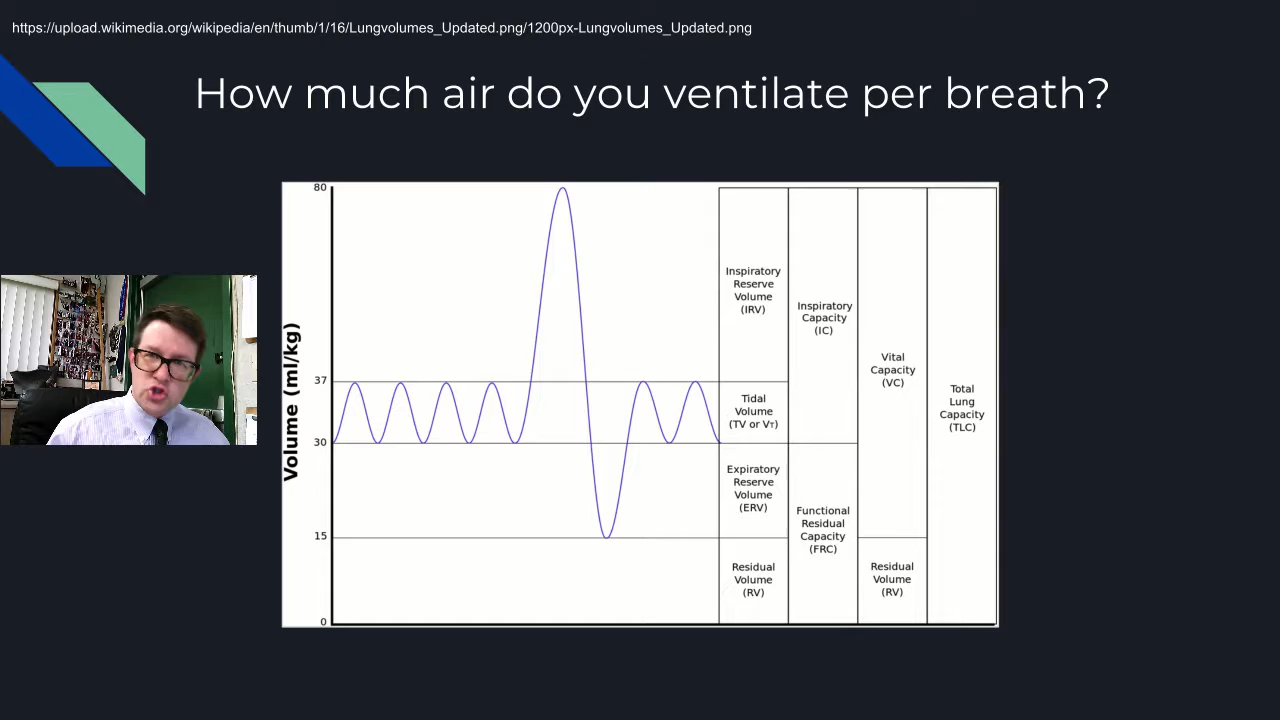 https://upload.wikimedia.org/wikipedia/en/thumb/1/16/Lungvolumes_Updated.png/1200px-Lungvolumes_Updated.png
How much air do you ventilate per breath?
Volume (ml/kg)
80
37
30
15
0
Inspiratory
Reserve
Volume
(IRV)
Tidal
Volume
(TV or VT)
Expiratory
Reserve
Volume
(ERV)
Residual
Volume
(RV)
Inspiratory
Capacity
(IC)
Functional
Residual
Capacity
(FRC)
Vital
Capacity
(VC)
Residual
Volume
(RV)
Total
Lung
Capacity
(TLC)